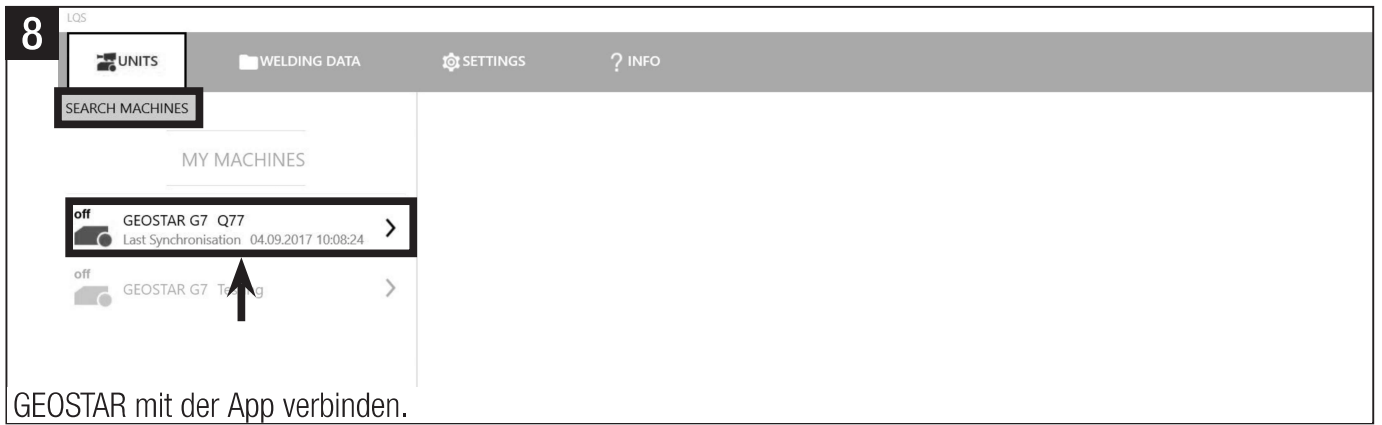 8
LQS
UNITS WELDING DATA SETTINGS ? INFO
SEARCH MACHINES
MY MACHINES
off
GEOSTAR G7 Q77
Last Synchronisation 04.09.2017 10:08:24
off
GEOSTAR G7
GEOSTAR mit der App verbinden.